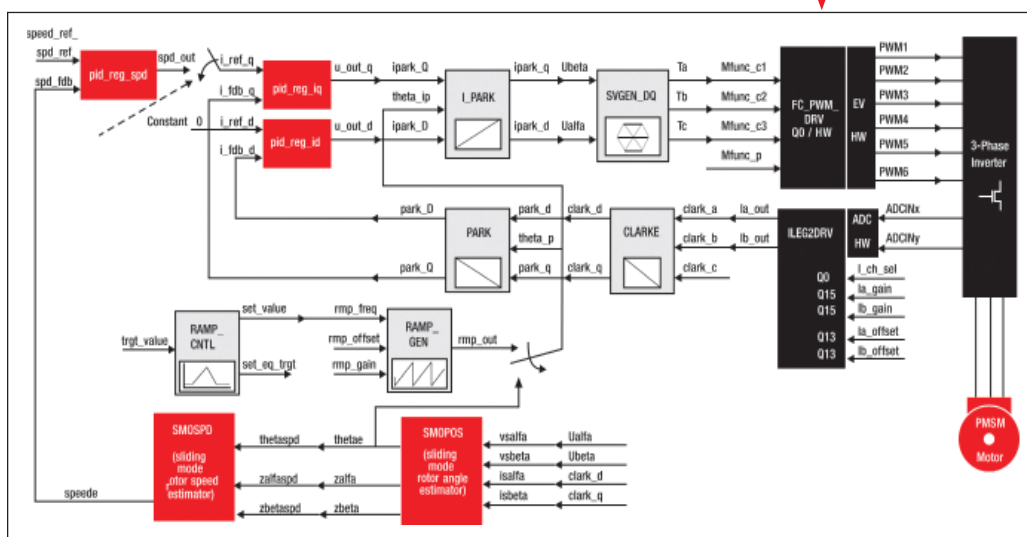 speed_ref_
spd_ref
spd_fdb
pid_reg_spd
spd_out
i_ref_q
i_fdb_q
pid_reg_iq
u_out_q
Constant 0
i_ref_d
i_fdb_d
pid_reg_id
u_out_d
ipark_Q
theta_ip
ipark_D
I_PARK
ipark_q
ipark_d
Ubeta
Ualfa
SVGEN_DQ
Ta
Tb
Tc
Mfunc_c1
Mfunc_c2
Mfunc_c3
Mfunc_p
FC_PWM_
DRV
Q0 / HW
EV
HW
PWM1
PWM2
PWM3
PWM4
PWM5
PWM6
3-Phase
Inverter
park_D
park_Q
PARK
park_d
theta_p
park_q
clark_d
clark_q
CLARKE
clark_a
clark_b
clark_c
Ia_out
Ib_out
ILEG2DRV
ADC
HW
ADCINx
ADCINy
Q0
Q15
Q15
Q13
Q13
I_ch_sel
Ia_gain
Ib_gain
Ia_offset
Ib_offset
trgt_value
RAMP_
CNTL
set_value
set_eq_trgt
rmp_freq
rmp_offset
rmp_gain
RAMP_
GEN
rmp_out
SMOSPD
(sliding
mode
rotor speed
estimator)
speede
thetaspd
zalfaspd
zbetaspd
thetae
zalfa
zbeta
SMOPOS
(sliding
mode
rotor angle
estimator)
vsalfa
vsbeta
isalfa
isbeta
Ualfa
Ubeta
clark_d
clark_q
PMSM
Motor